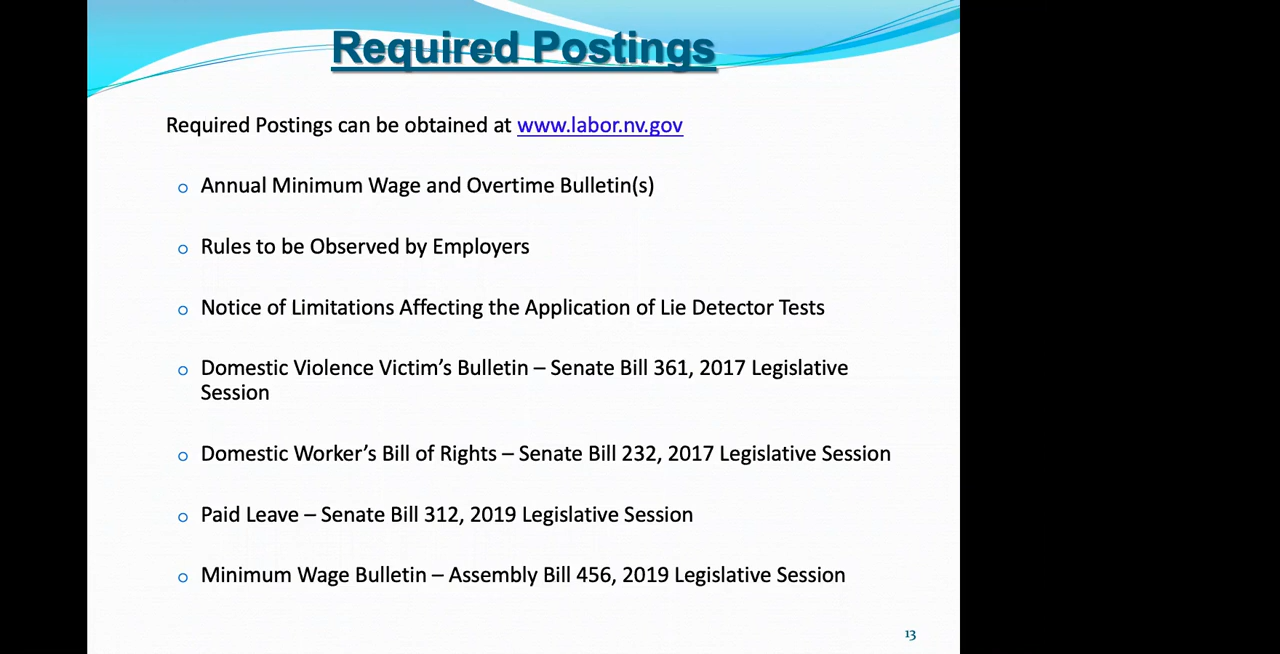 Required Postings
Required Postings can be obtained at www.labor.nv.gov
Annual Minimum Wage and Overtime Bulletin(s)
Rules to be Observed by Employers
Notice of Limitations Affecting the Application of Lie Detector Tests
Domestic Violence Victim’s Bulletin – Senate Bill 361, 2017 Legislative
Session
Domestic Worker’s Bill of Rights – Senate Bill 232, 2017 Legislative Session
Paid Leave – Senate Bill 312, 2019 Legislative Session
Minimum Wage Bulletin – Assembly Bill 456, 2019 Legislative Session
13